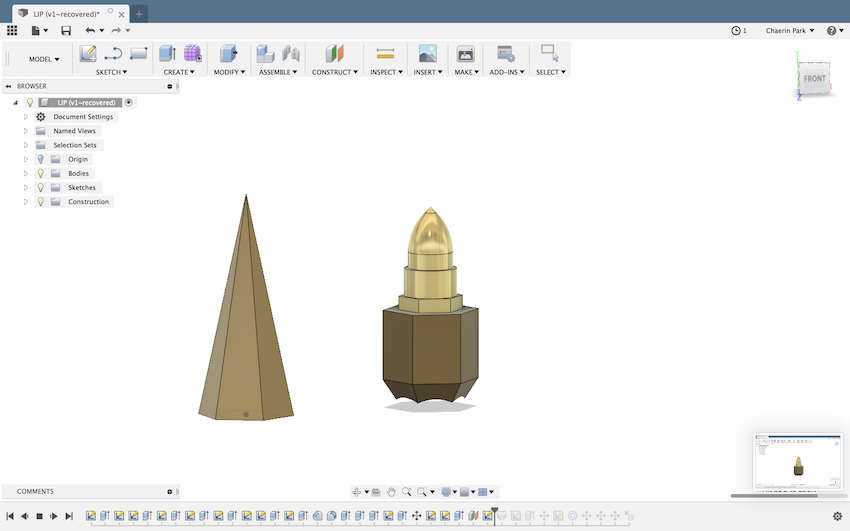 LIP (v1~recovered)*
1
Chaerin Park
MODEL
SKETCH
CREATE
MODIFY
ASSEMBLE
CONSTRUCT
INSPECT
INSERT
MAKE
ADD-INS
SELECT
BROWSER
LIP (v1~recovered)
Document Settings
Named Views
Selection Sets
Origin
Bodies
Sketches
Construction
Y
FRONT
X
Z
COMMENTS